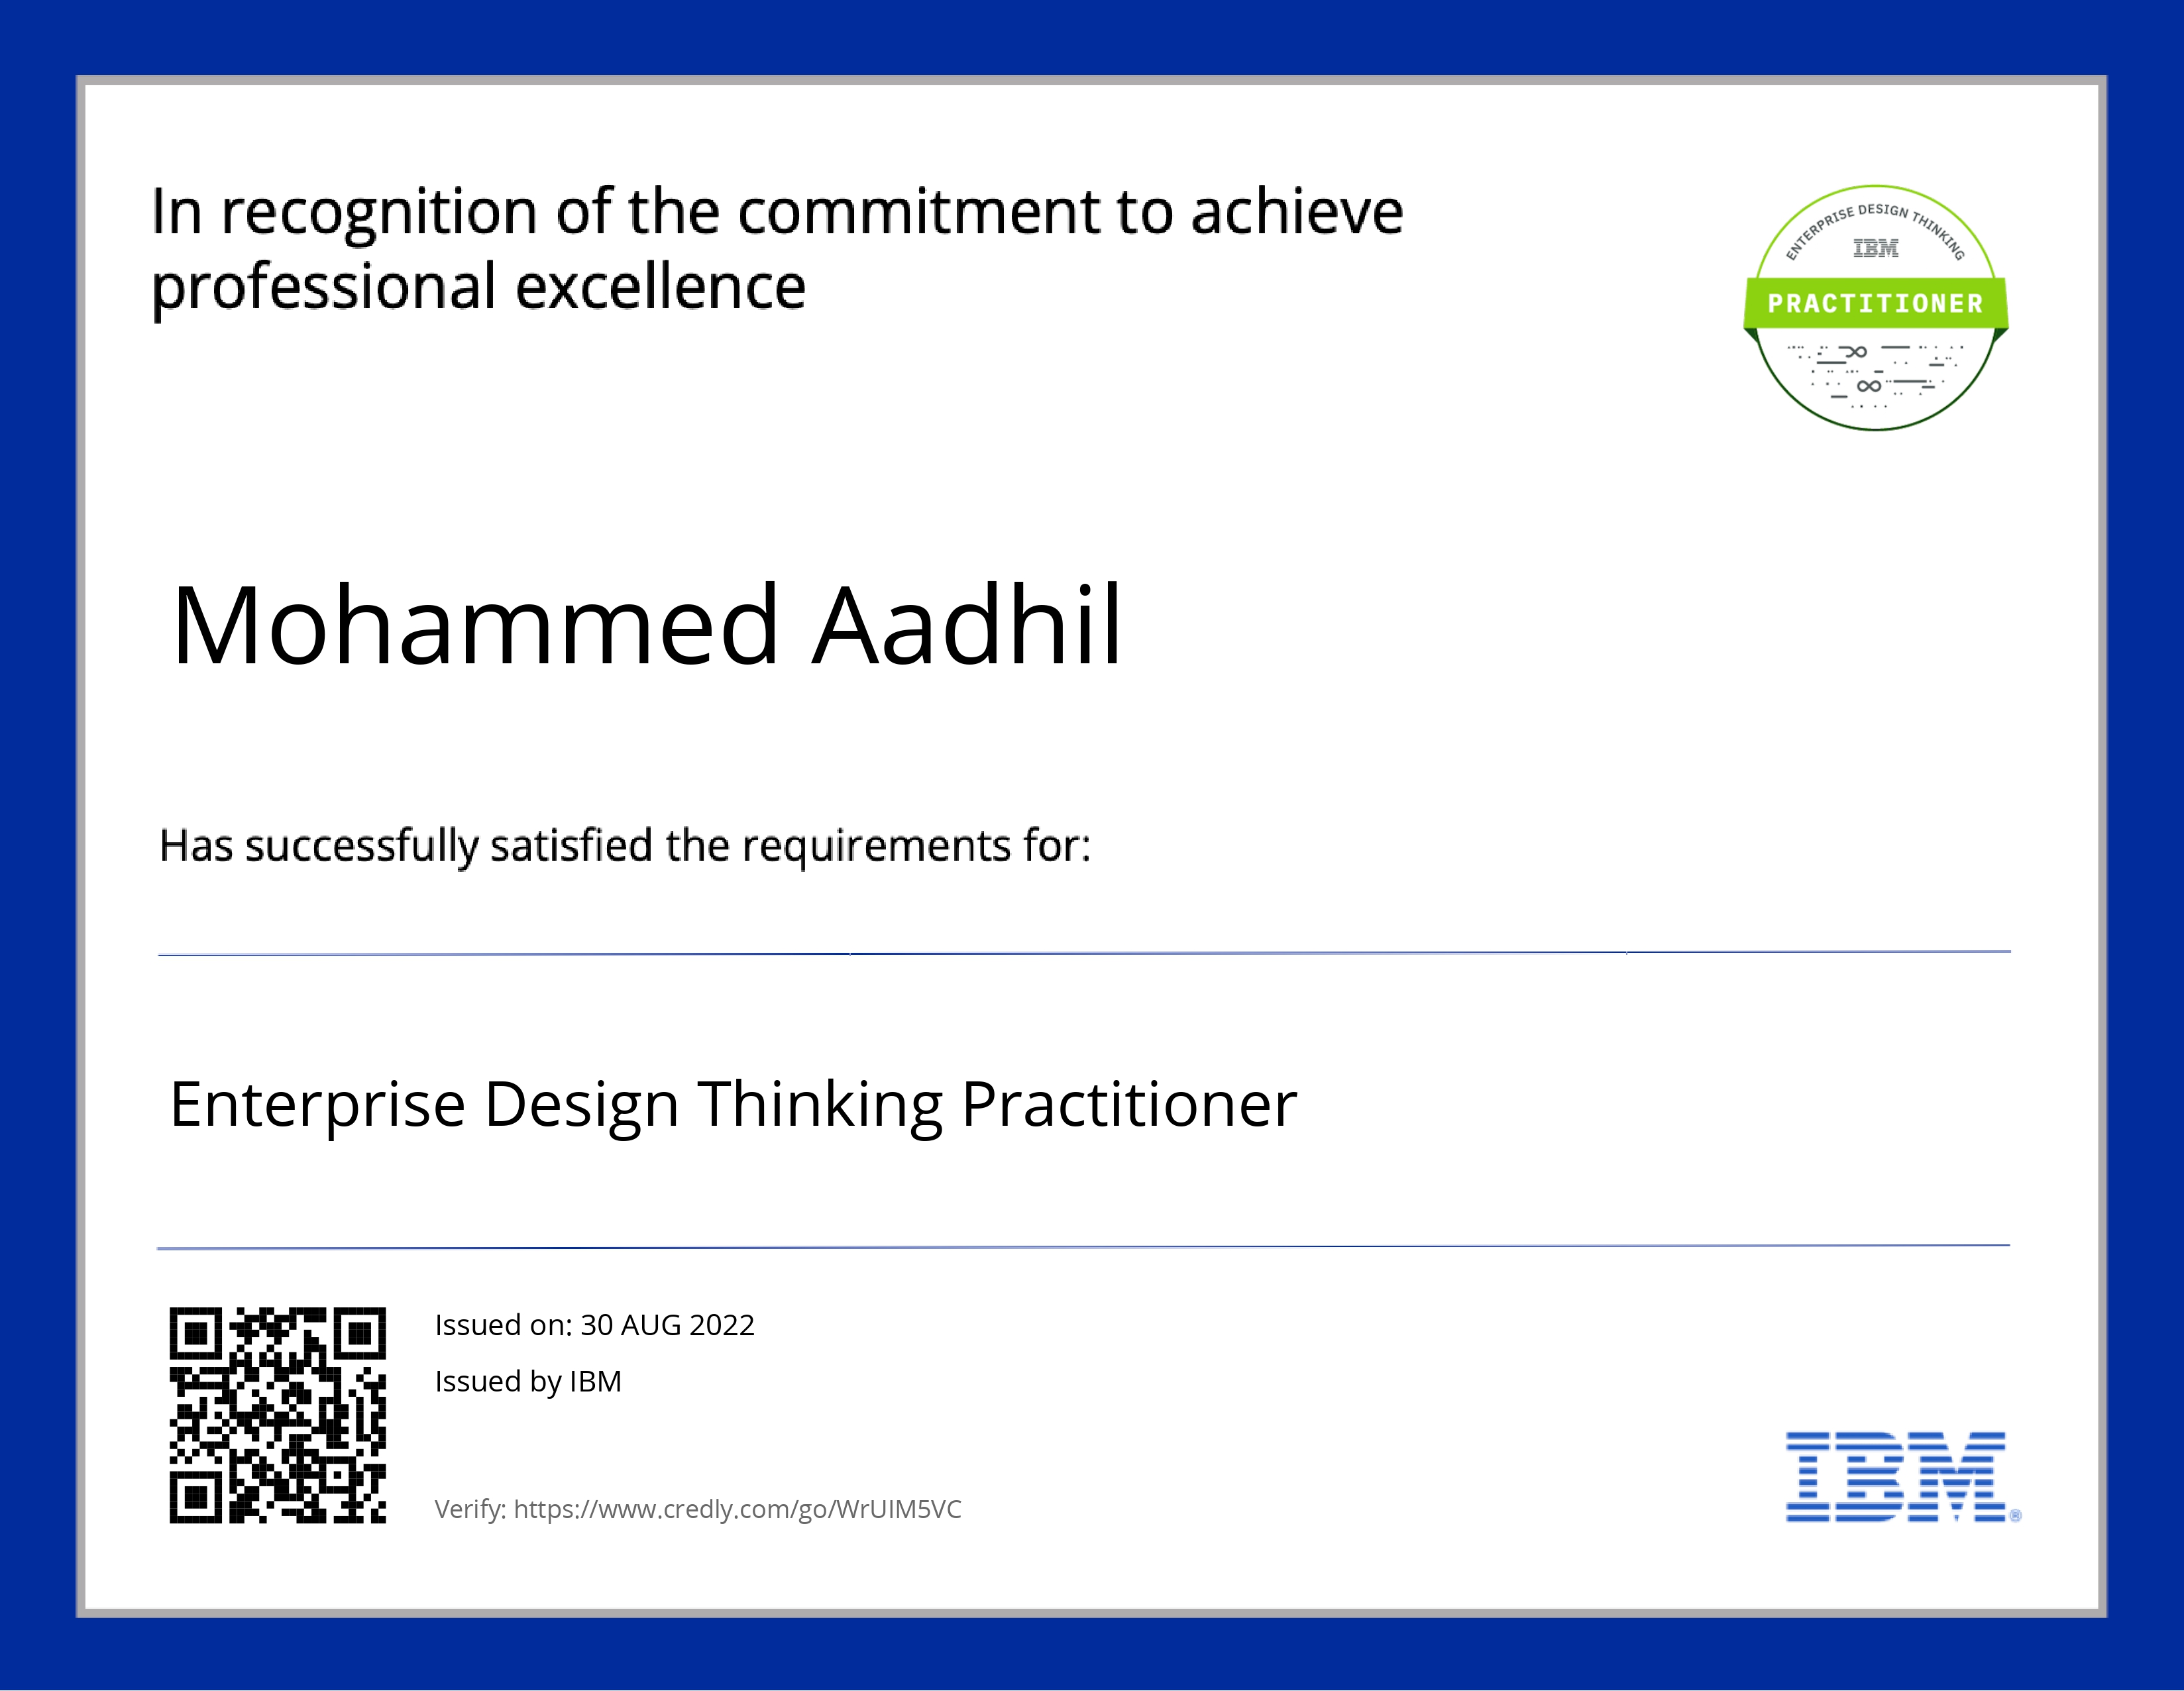 In recognition of the commitment to achieve
professional excellence
ENTERPRISE DESIGN THINKING
IBM
PRACTITIONER
Mohammed Aadhil
Has successfully satisfied the requirements for:
Enterprise Design Thinking Practitioner
Issued on: 30 AUG 2022
Issued by IBM
Verify: https://www.credly.com/go/WrUIM5VC
IBM®